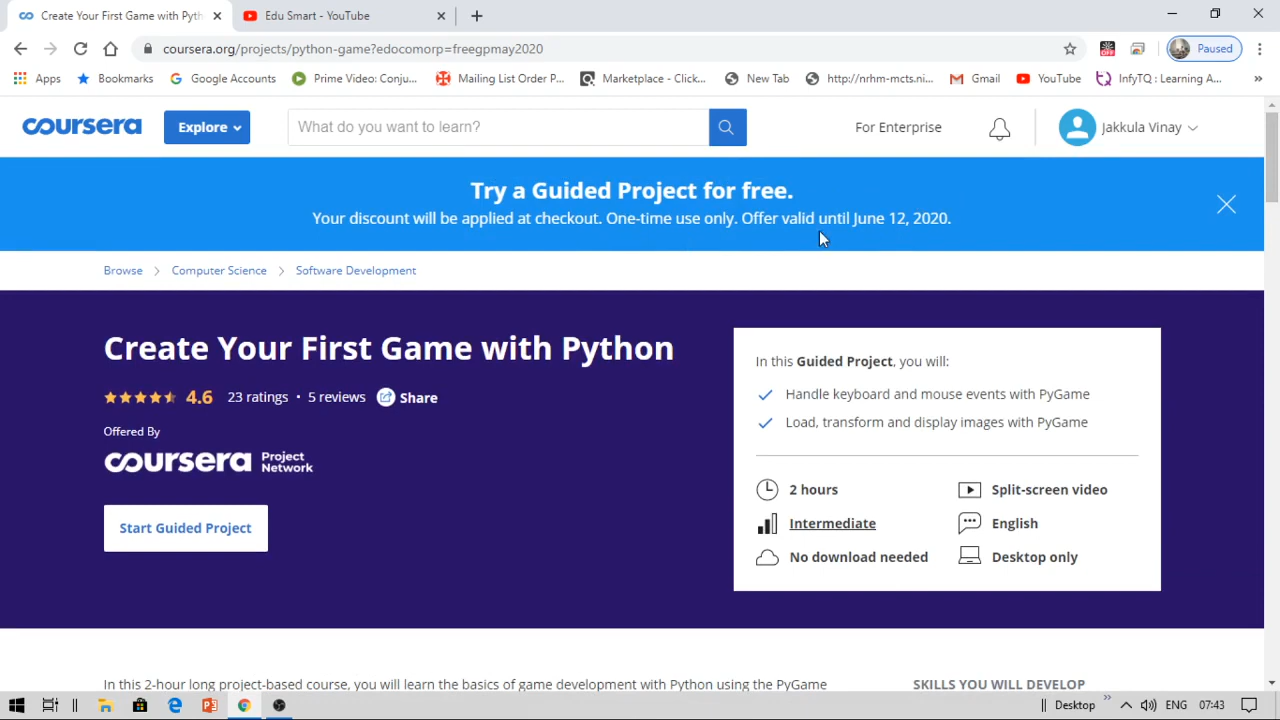 Create Your First Game with Pyth
Edu Smart - YouTube
coursera.org/projects/python-game?edocomorp=freegpmay2020
OFF
Paused
Apps
Bookmarks
Google Accounts
Prime Video: Conju...
Mailing List Order P...
Marketplace - Click...
New Tab
http://nrhm-mcts.ni...
Gmail
YouTube
InfyTQ : Learning A...
coursera
Explore
What do you want to learn?
For Enterprise
Jakkula Vinay
Try a Guided Project for free.
Your discount will be applied at checkout. One-time use only. Offer valid until June 12, 2020.
Browse
Computer Science
Software Development
Create Your First Game with Python
4.6 23 ratings • 5 reviews Share
Offered By
coursera Project Network
Start Guided Project
In this Guided Project, you will:
Handle keyboard and mouse events with PyGame
Load, transform and display images with PyGame
2 hours
Split-screen video
Intermediate
English
No download needed
Desktop only
In this 2-hour long project-based course, you will learn the basics of game development with Python using the PyGame
SKILLS YOU WILL DEVELOP
Desktop
ENG
07:43